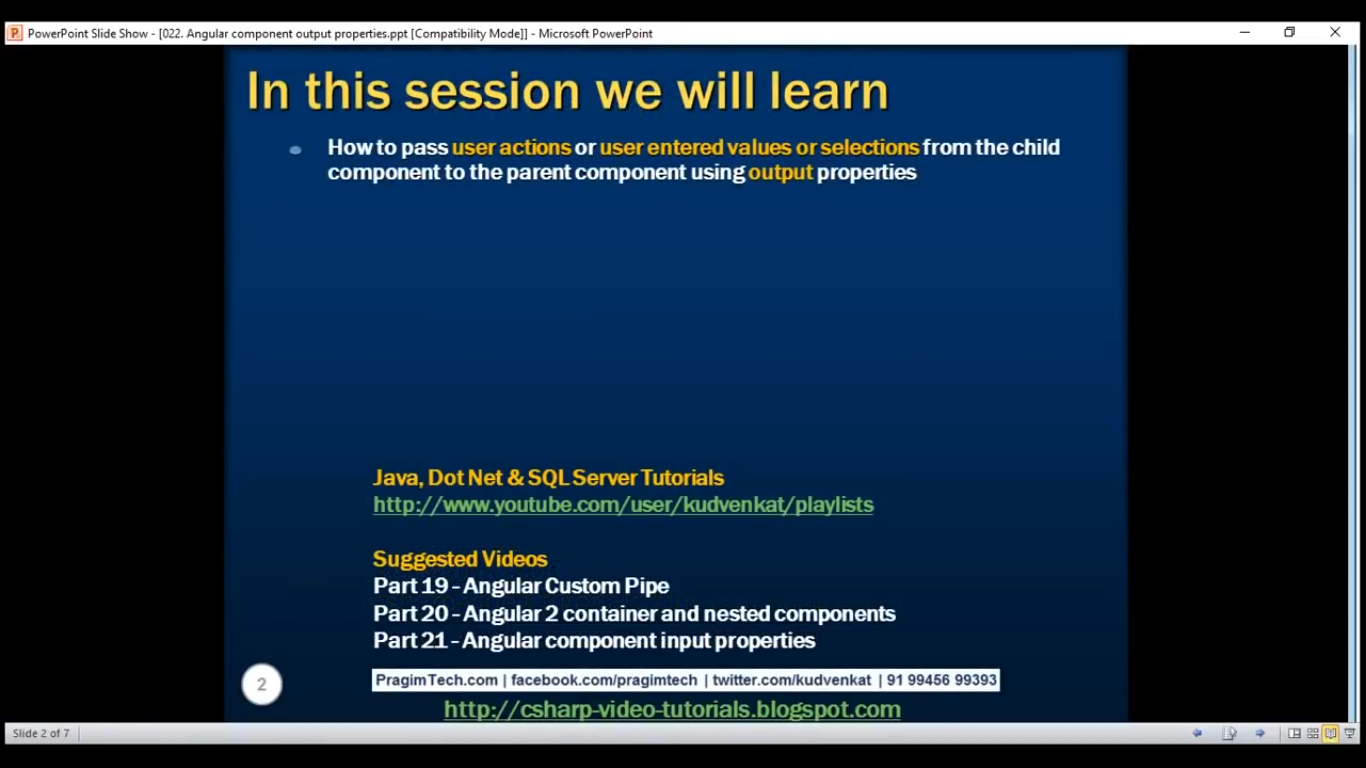 PowerPoint Slide Show - [022. Angular component output properties.ppt [Compatibility Mode]] - Microsoft PowerPoint
In this session we will learn
How to pass user actions or user entered values or selections from the child
component to the parent component using output properties
Java, Dot Net & SQL Server Tutorials
http://www.youtube.com/user/kudvenkat/playlists
Suggested Videos
Part 19 - Angular Custom Pipe
Part 20 - Angular 2 container and nested components
Part 21 - Angular component input properties
2
PragimTech.com | facebook.com/pragimtech | twitter.com/kudvenkat | 91 99456 99393
http://csharp-video-tutorials.blogspot.com
Slide 2 of 7